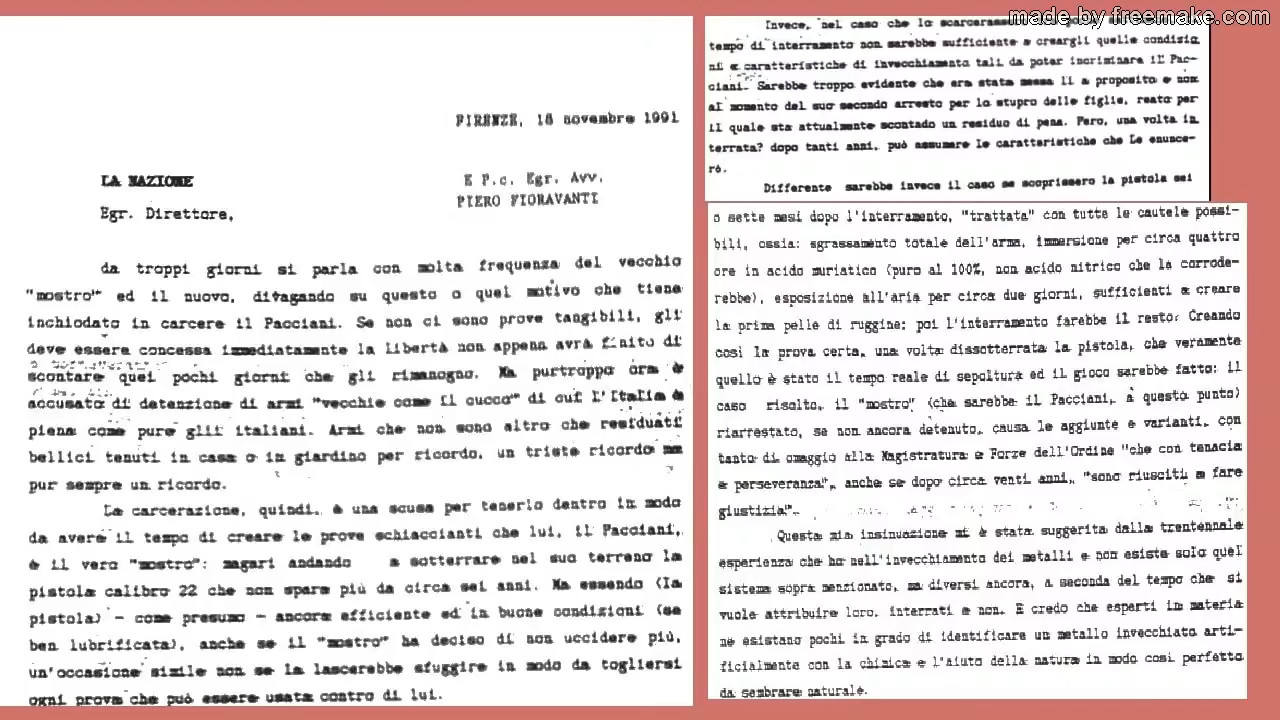 made by freemake.com
FIRENZE, 18 novembre 1991
LA NAZIONE
E P.c. Egr. Avv.
PIERO FIORAVANTI
Egr. Direttore,
da troppi giorni si parla con molta frequenza del vecchio
"mostro" ed il nuovo, divagando su questo o quel motivo che tiene
inchiodato in carcere il Pacciani. Se non ci sono prove tangibili, gli
deve essere concessa immediatamente la libertà non appena avrà finito di
scontare quei pochi giorni che gli rimanogno. Ma purtroppo ora è
accusato di detenzione di armi "vecchie come il cucco" di cui l'Italia è
piena come pure glii italiani. Armi che non sono altro che residuati
bellici tenuti in casa o in giardino per ricordo, un triste ricordo ma
pur sempre un ricordo.
La carcerazione, quindi, è una scusa per tenerlo dentro in modo
da avere il tempo di creare le prove schiaccianti che lui, il Pacciani,
è il vero "mostro": magari andando a sotterrare nel suo terreno la
pistola calibro 22 che non spara più da circa sei anni. Ma essendo (la
pistola) - come presumo - ancora efficiente ed in buone condizioni (se
ben lubrificata), anche se il "mostro" ha deciso di non uccidere più,
un'occasione simile non se la lascerebbe sfuggire in modo da togliersi
ogni prova che può essere usata contro di lui.
Invece, nel caso che lo
tempo di interramento non sarebbe sufficiente a creargli quelle condizio
ni e caratteristiche di invecchiamento tali da poter incriminare il Pac-
ciani. Sarebbe troppo evidente che era stata messa lì a proposito e non
al momento del suo secondo arresto per lo stupro delle figlie, reato per
il quale sta attualmente scontado un residuo di pena. Pero, una volta in
terrata? dopo tanti anni, può assumere le caratteristiche che Le enunce-
rò.
Differente sarebbe invece il caso se scoprissero la pistola sei
o sette mesi dopo l'interramento, "trattata" con tutte le cautele possi-
bili, ossia: sgrassamento totale dell'arma, immersione per circa quattro
ore in acido muriatico (puro al 100%, non acido nitrico che la corrode-
rebbe), esposizione all'aria per circa due giorni, sufficienti a creare
la prima pelle di ruggine; poi l'interramento farebbe il resto: Creando
così la prova certa, una volta dissotterrata la pistola, che veramente
quello è stato il tempo reale di sepoltura ed il gioco sarebbe fatto: il
caso risolto, il "mostro" (che sarebbe il Pacciani, a questo punto)
riarrestato, se non ancora detenuto, causa le aggiunte e varianti, con
tanto di omaggio alla Magistratura e Forze dell'Ordine "che con tenacia
e perseveranza", anche se dopo circa venti anni, "sono riusciti a fare
giustizia".
Questa mia insinuazione mi è stata suggerita dalla trentennale
esperienza che ho nell'invecchiamento dei metalli e non esiste solo quel
sistema sopra menzionato, ma diversi ancora, a seconda del tempo che si
vuole attribuire loro, interrati e non. E credo che esperti in materia
ne esistano pochi in grado di identificare un metallo invecchiato arti-
ficialmente con la chimica e l'aiuto della natura in modo così perfetto
da sembrare naturale.